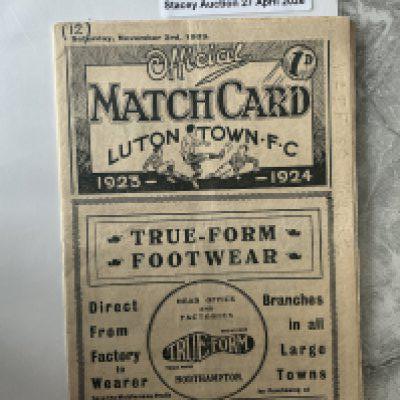 Stacey Auction 27 April 2026
[12]
Saturday, November 3rd, 1923.
Official
1D
MATCH CARD
LUTON TOWN·F·C
1923— —1924
TRUE-FORM
FOOTWEAR
Direct
From
Factory
to
Wearer
HEAD OFFICE
AND
FACTORIES
TRUE-FORM
NORTHAMPTON.
Branches
in all
Large
Towns